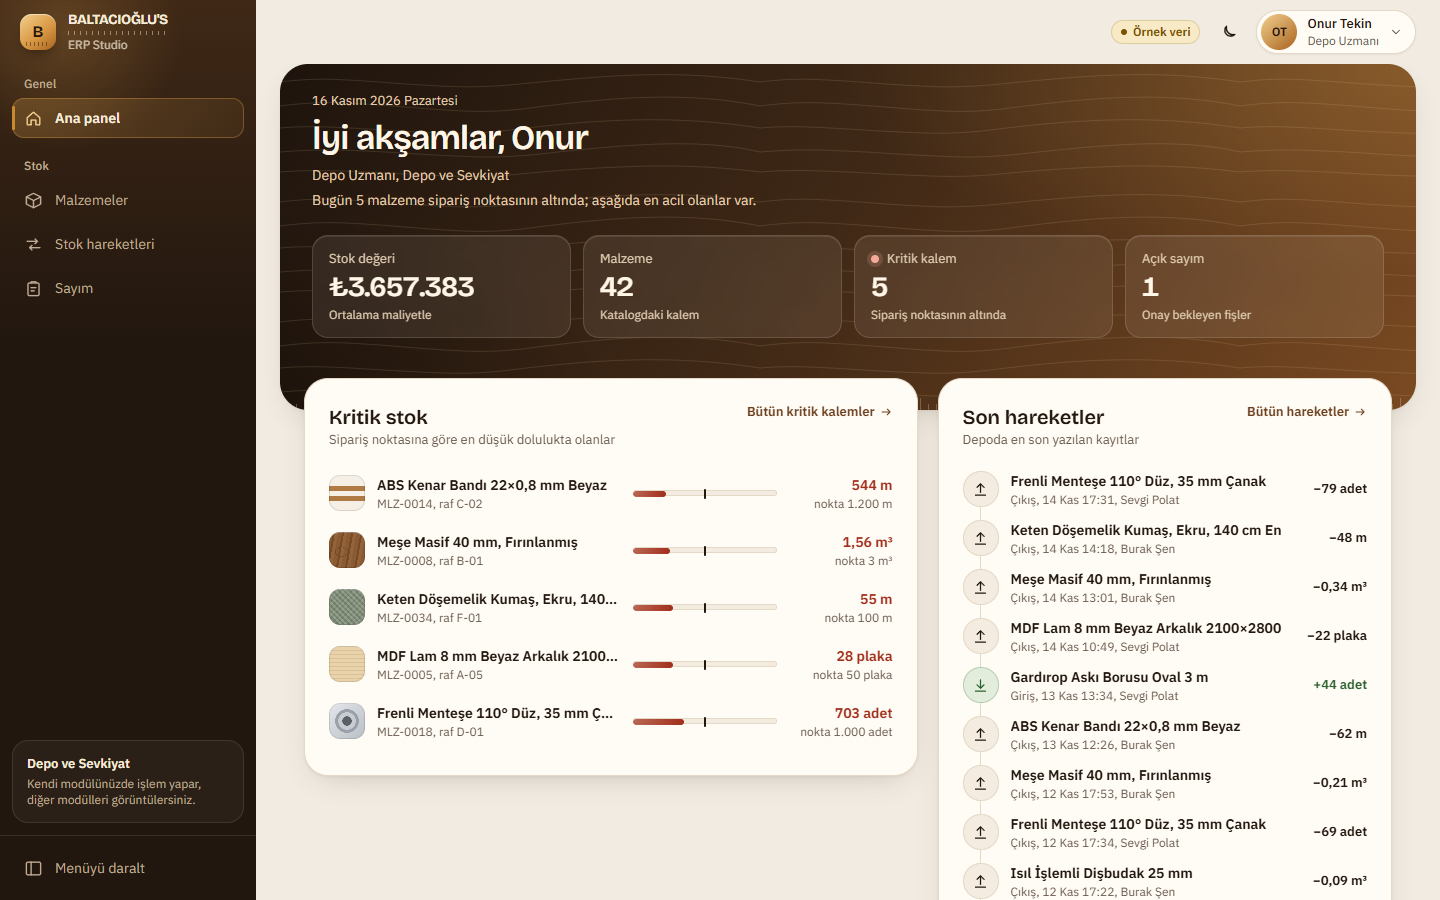 B
BALTACIOĞLU'S
ERP Studio
Genel
Ana panel
Stok
Malzemeler
Stok hareketleri
Sayım
Depo ve Sevkiyat
Kendi modülünüzde işlem yapar,
diğer modülleri görüntülersiniz.
Menüyü daralt
Örnek veri
OT
Onur Tekin
Depo Uzmanı
16 Kasım 2026 Pazartesi
İyi akşamlar, Onur
Depo Uzmanı, Depo ve Sevkiyat
Bugün 5 malzeme sipariş noktasının altında; aşağıda en acil olanlar var.
Stok değeri
₺3.657.383
Ortalama maliyetle
Malzeme
42
Katalogdaki kalem
Kritik kalem
5
Sipariş noktasının altında
Açık sayım
1
Onay bekleyen fişler
Kritik stok
Bütün kritik kalemler →
Sipariş noktasına göre en düşük dolulukta olanlar
ABS Kenar Bandı 22×0,8 mm Beyaz
544 m
MLZ-0014, raf C-02
nokta 1.200 m
Meşe Masif 40 mm, Fırınlanmış
1,56 m³
MLZ-0008, raf B-01
nokta 3 m³
Keten Döşemelik Kumaş, Ekru, 140...
55 m
MLZ-0034, raf F-01
nokta 100 m
MDF Lam 8 mm Beyaz Arkalık 2100...
28 plaka
MLZ-0005, raf A-05
nokta 50 plaka
Frenli Menteşe 110° Düz, 35 mm Ç...
703 adet
MLZ-0018, raf D-01
nokta 1.000 adet
Son hareketler
Bütün hareketler →
Depoda en son yazılan kayıtlar
Frenli Menteşe 110° Düz, 35 mm Çanak
−79 adet
Çıkış, 14 Kas 17:31, Sevgi Polat
Keten Döşemelik Kumaş, Ekru, 140 cm En
−48 m
Çıkış, 14 Kas 14:18, Burak Şen
Meşe Masif 40 mm, Fırınlanmış
−0,34 m³
Çıkış, 14 Kas 13:01, Burak Şen
MDF Lam 8 mm Beyaz Arkalık 2100×2800
−22 plaka
Çıkış, 14 Kas 10:49, Sevgi Polat
Gardırop Askı Borusu Oval 3 m
+44 adet
Giriş, 13 Kas 13:34, Sevgi Polat
ABS Kenar Bandı 22×0,8 mm Beyaz
−62 m
Çıkış, 13 Kas 12:26, Burak Şen
Meşe Masif 40 mm, Fırınlanmış
−0,21 m³
Çıkış, 12 Kas 17:53, Burak Şen
Frenli Menteşe 110° Düz, 35 mm Çanak
−69 adet
Çıkış, 12 Kas 17:34, Sevgi Polat
Isıl İşlemli Dişbudak 25 mm
−0,09 m³
Çıkış, 12 Kas 17:22, Burak Şen